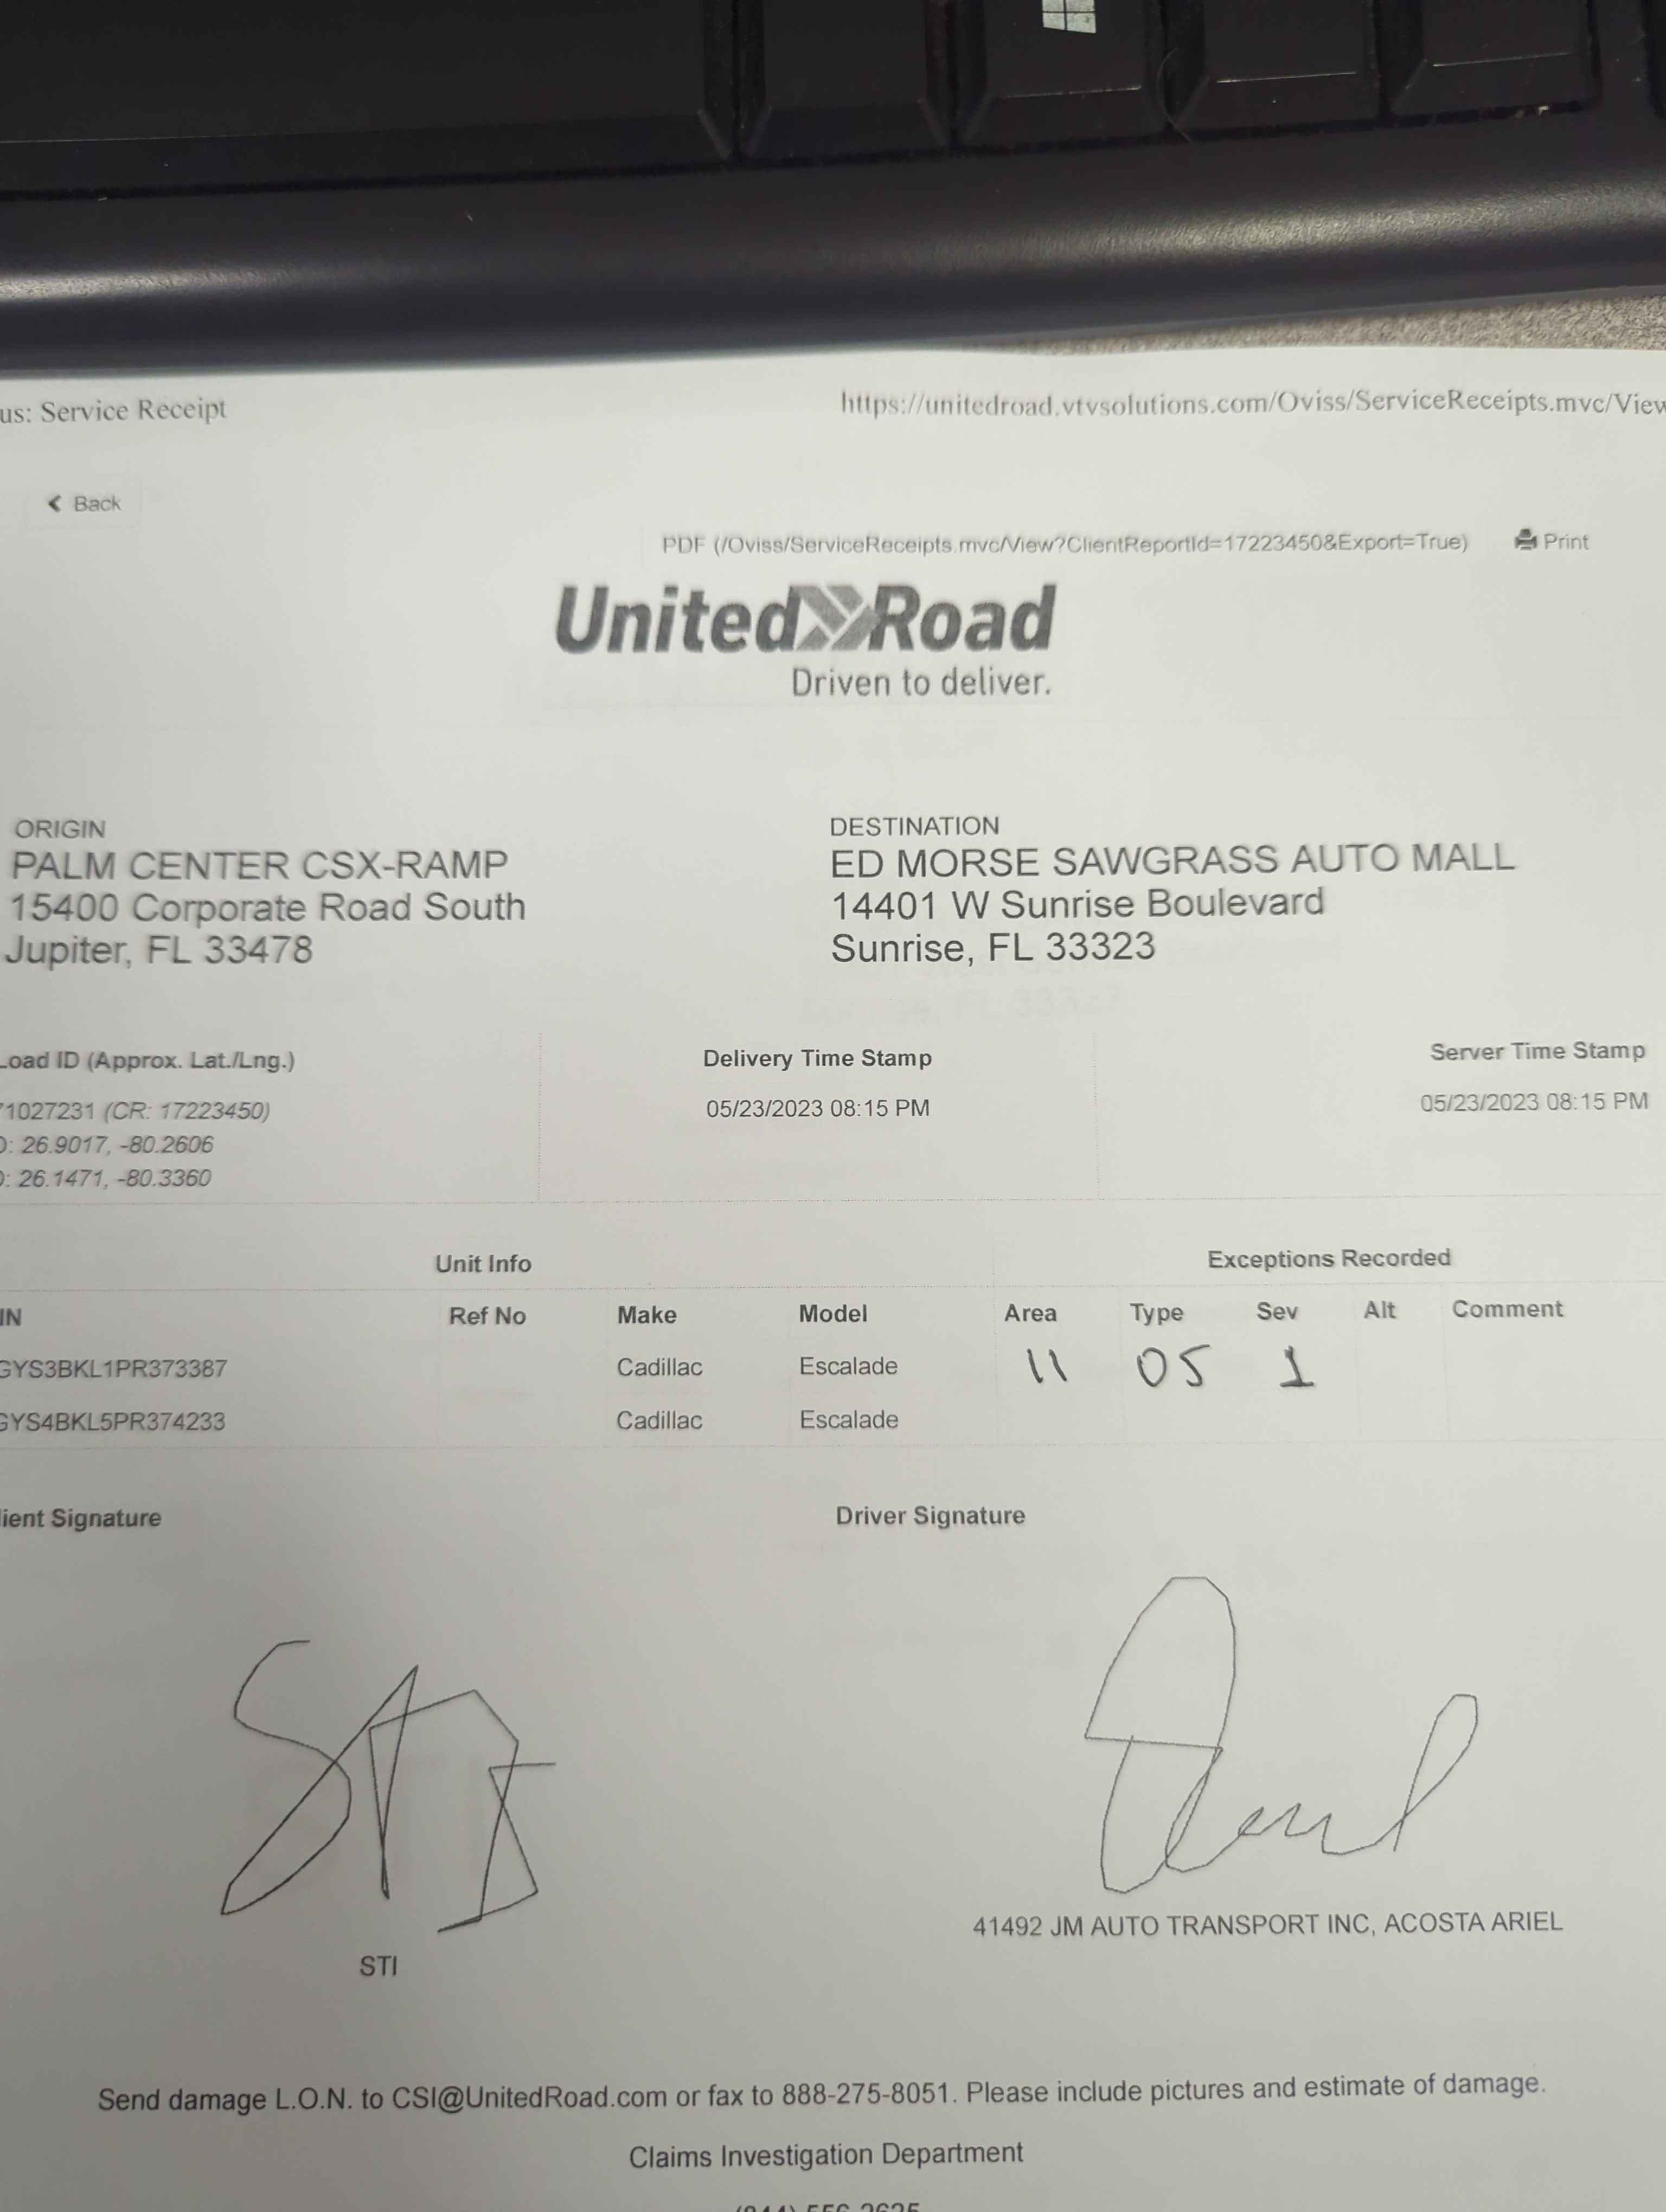 us: Service Receipt
https://unitedroad.vtvsolutions.com/Oviss/ServiceReceipts.mvc/View
Back
PDF (/Oviss/ServiceReceipts.mvc/View?ClientReportId=17223450&Export=True)
Print
United Road
Driven to deliver.
ORIGIN
PALM CENTER CSX-RAMP
15400 Corporate Road South
Jupiter, FL 33478
DESTINATION
ED MORSE SAWGRASS AUTO MALL
14401 W Sunrise Boulevard
Sunrise, FL 33323
Load ID (Approx. Lat./Lng.)
1027231 (CR: 17223450)
: 26.9017, -80.2606
: 26.1471, -80.3360
Delivery Time Stamp
05/23/2023 08:15 PM
Server Time Stamp
05/23/2023 08:15 PM
Unit Info
Exceptions Recorded
IN Ref No Make Model Area Type Sev Alt Comment
GYS3BKL1PR373387 Cadillac Escalade 11 05 1
GYS4BKL5PR374233 Cadillac Escalade
lient Signature
Driver Signature
STI
STI
41492 JM AUTO TRANSPORT INC, ACOSTA ARIEL
Send damage L.O.N. to CSI@UnitedRoad.com or fax to 888-275-8051. Please include pictures and estimate of damage.
Claims Investigation Department